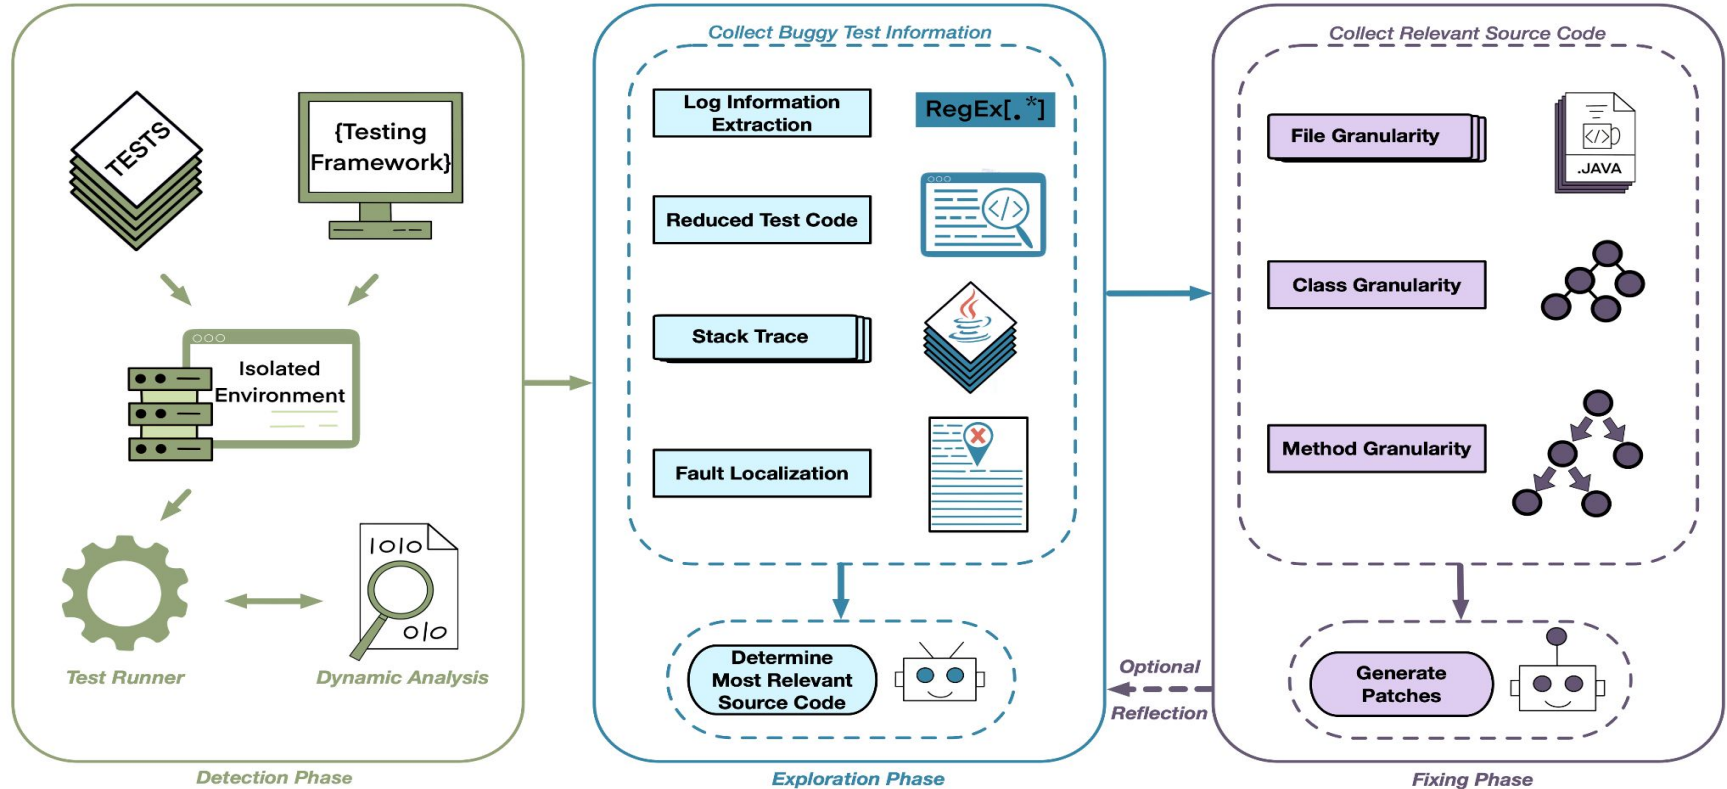 TESTS
{Testing
Framework}
Isolated
Environment
1010
010
Test Runner
Dynamic Analysis
Detection Phase
Collect Buggy Test Information
Log Information
Extraction
RegEx[.*]
Reduced Test Code
</>
Stack Trace
Fault Localization
Determine
Most Relevant
Source Code
Exploration Phase
Optional
Reflection
Collect Relevant Source Code
File Granularity
</>
.JAVA
Class Granularity
Method Granularity
Generate
Patches
Fixing Phase